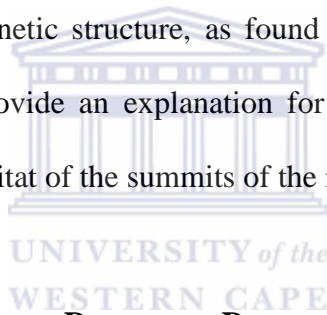 netic structure, as found
ovide an explanation for
itat of the summits of the
UNIVERSITY of the
WESTERN CAPE